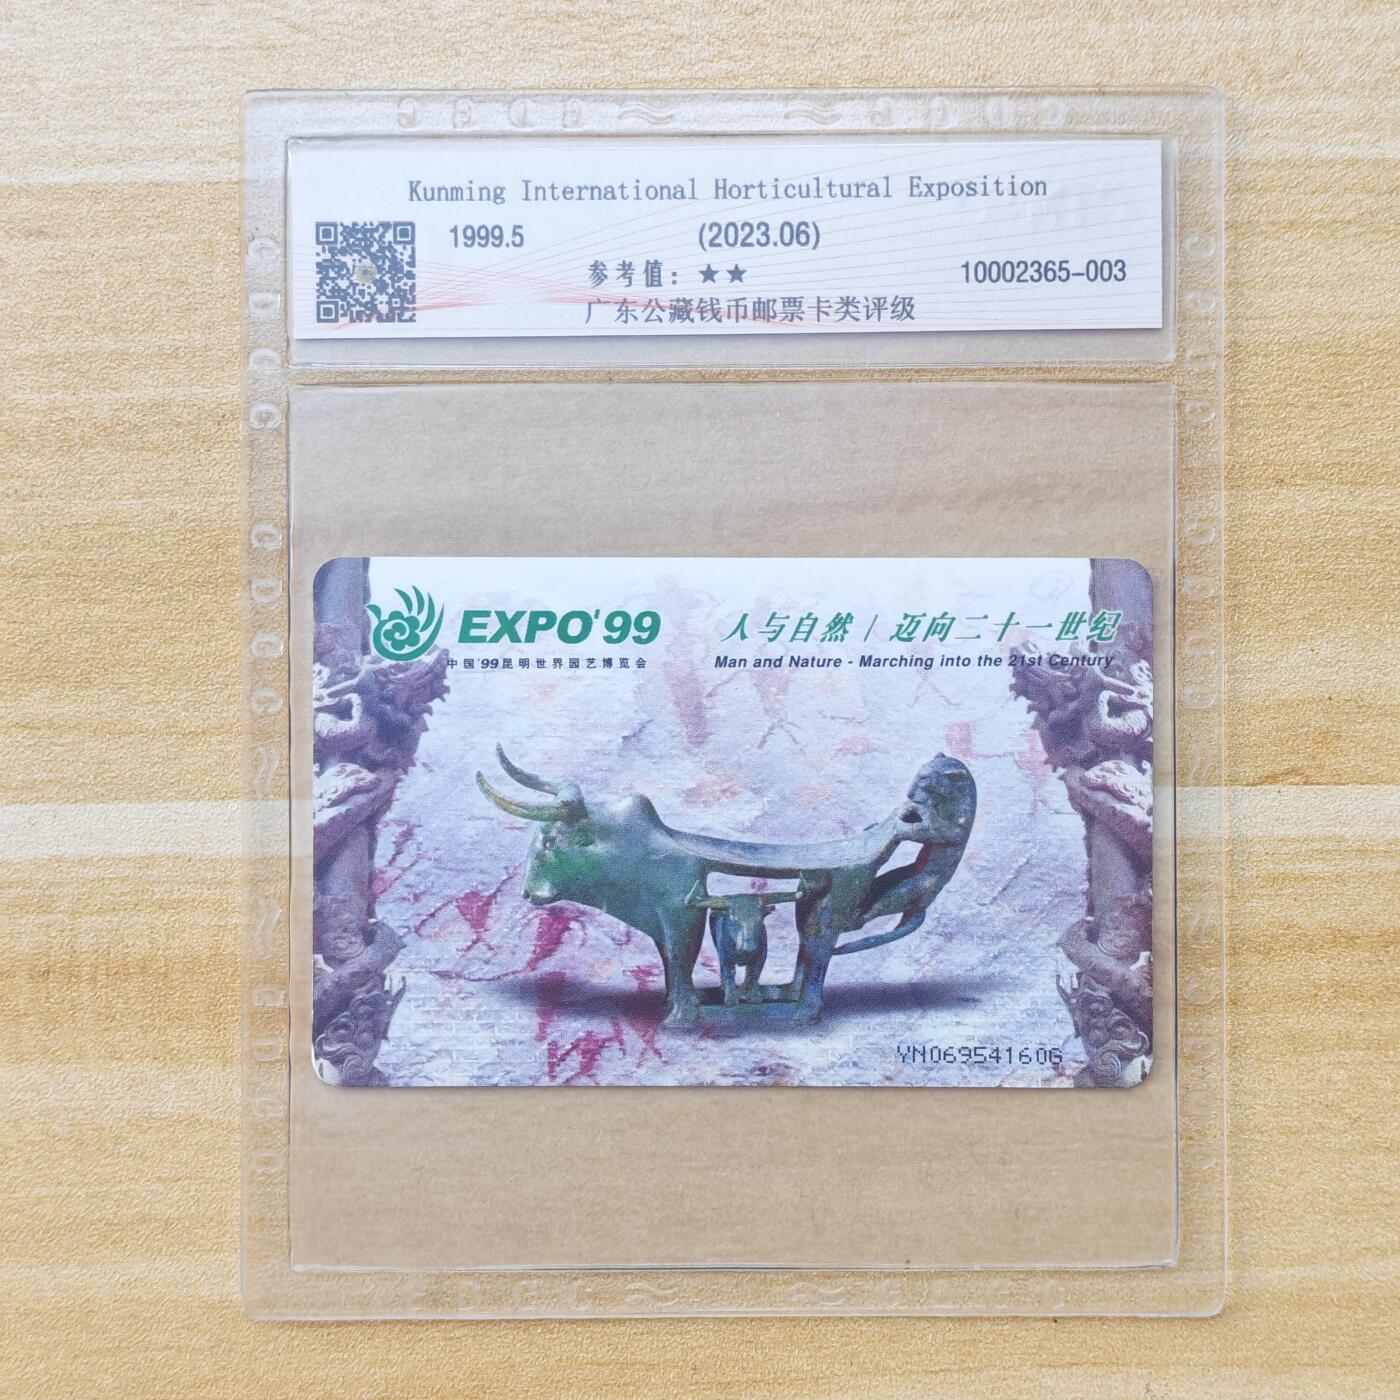 Kunming International Horticultural Exposition
1999.5 (2023.06)
参考值：★★ 10002365-003
广东公藏钱币邮票卡类评级
EXPO'99 人与自然 / 迈向二十一世纪
中国'99昆明世界园艺博览会 Man and Nature - Marching into the 21st Century
YN06954160G